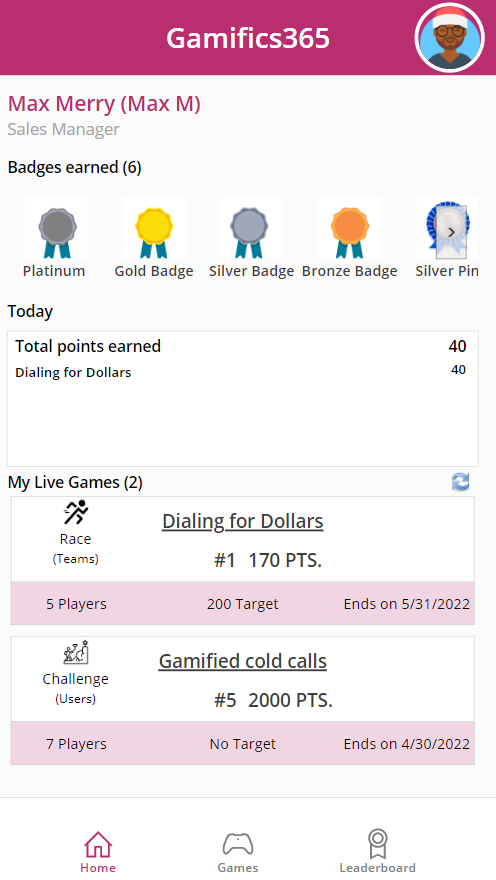 Gamifics365
Max Merry (Max M)
Sales Manager
Badges earned (6)
Platinum Gold Badge Silver Badge Bronze Badge Silver Pin
Today
Total points earned 40
Dialing for Dollars 40
My Live Games (2)
Dialing for Dollars
Race
(Teams)
#1 170 PTS.
5 Players 200 Target Ends on 5/31/2022
Gamified cold calls
Challenge
(Users)
#5 2000 PTS.
7 Players No Target Ends on 4/30/2022
Home Games Leaderboard